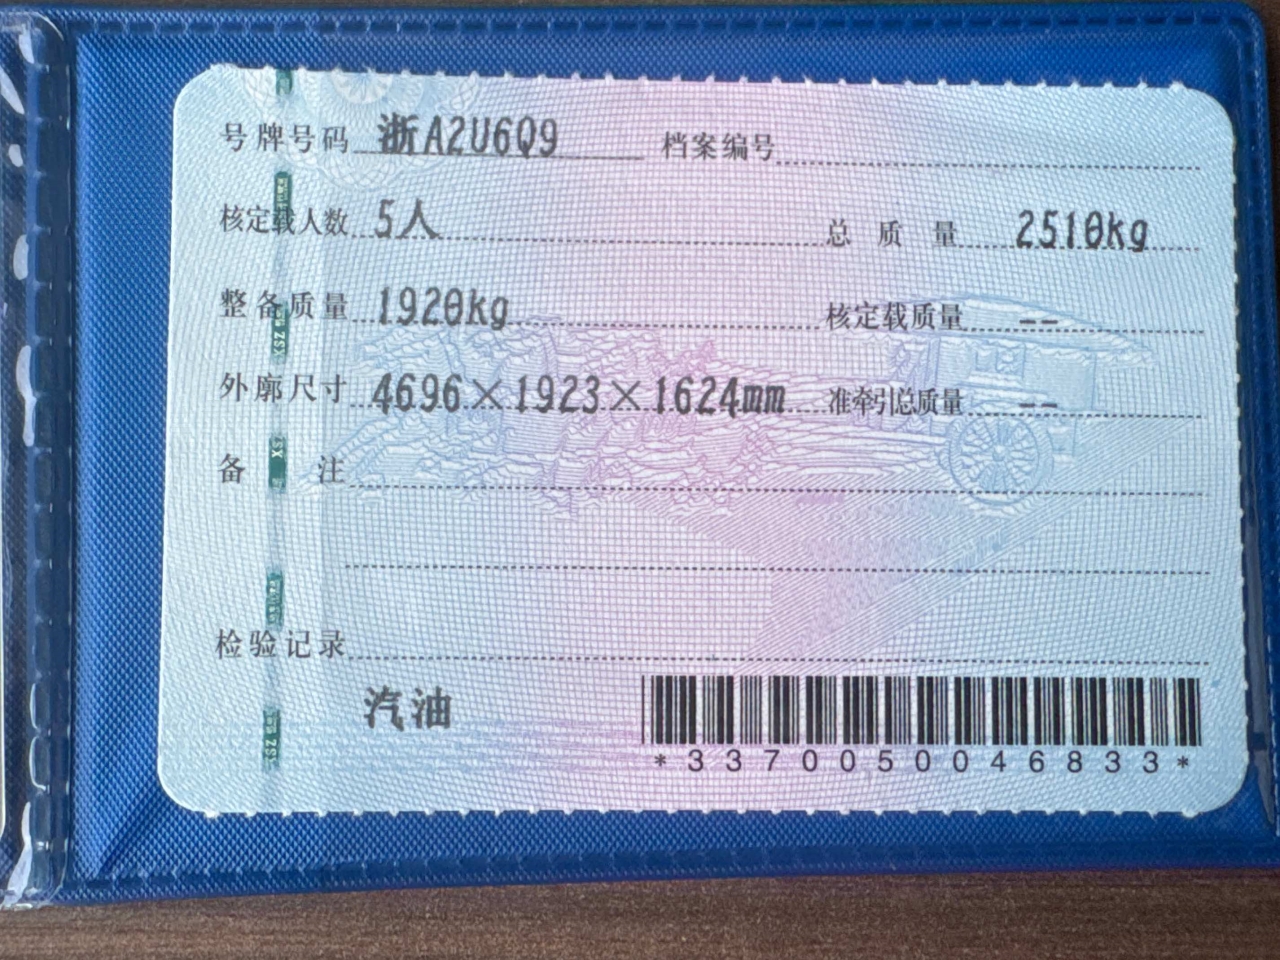 号牌号码 浙A2U6Q9 档案编号
核定载人数 5人 总质量 2510kg
整备质量 1920kg 核定载质量 --
外廓尺寸 4696×1923×1624mm 准牵引总质量 --
备注
检验记录
汽油
*3370050046833*